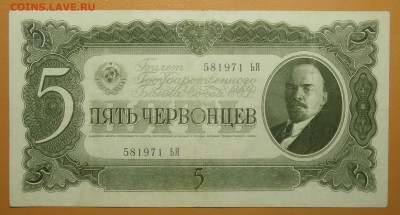 COINS.LAVE.RU
Билет
Государственного
Банка Союза ССР
581971 ЬЯ
5
ПЯТЬ ЧЕРВОНЦЕВ
581971 ЬЯ
5